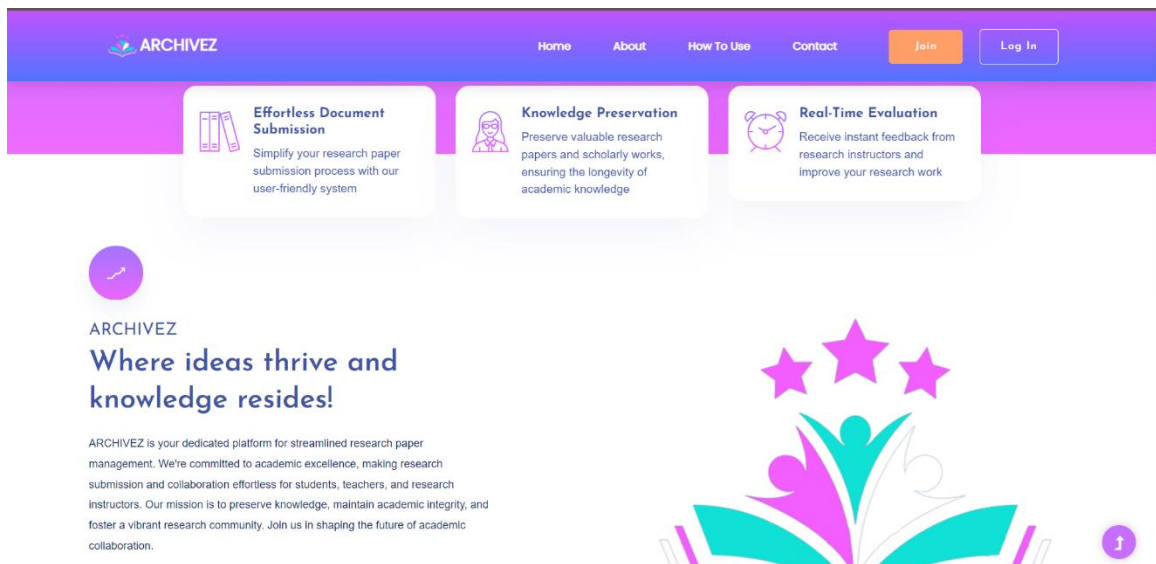 ARCHIVEZ
Home About How To Use Contact Join Log In
Effortless Document
Submission
Simplify your research paper
submission process with our
user-friendly system
Knowledge Preservation
Preserve valuable research
papers and scholarly works,
ensuring the longevity of
academic knowledge
Real-Time Evaluation
Receive instant feedback from
research instructors and
improve your research work
ARCHIVEZ
Where ideas thrive and
knowledge resides!
ARCHIVEZ is your dedicated platform for streamlined research paper
management. We're committed to academic excellence, making research
submission and collaboration effortless for students, teachers, and research
instructors. Our mission is to preserve knowledge, maintain academic integrity, and
foster a vibrant research community. Join us in shaping the future of academic
collaboration.